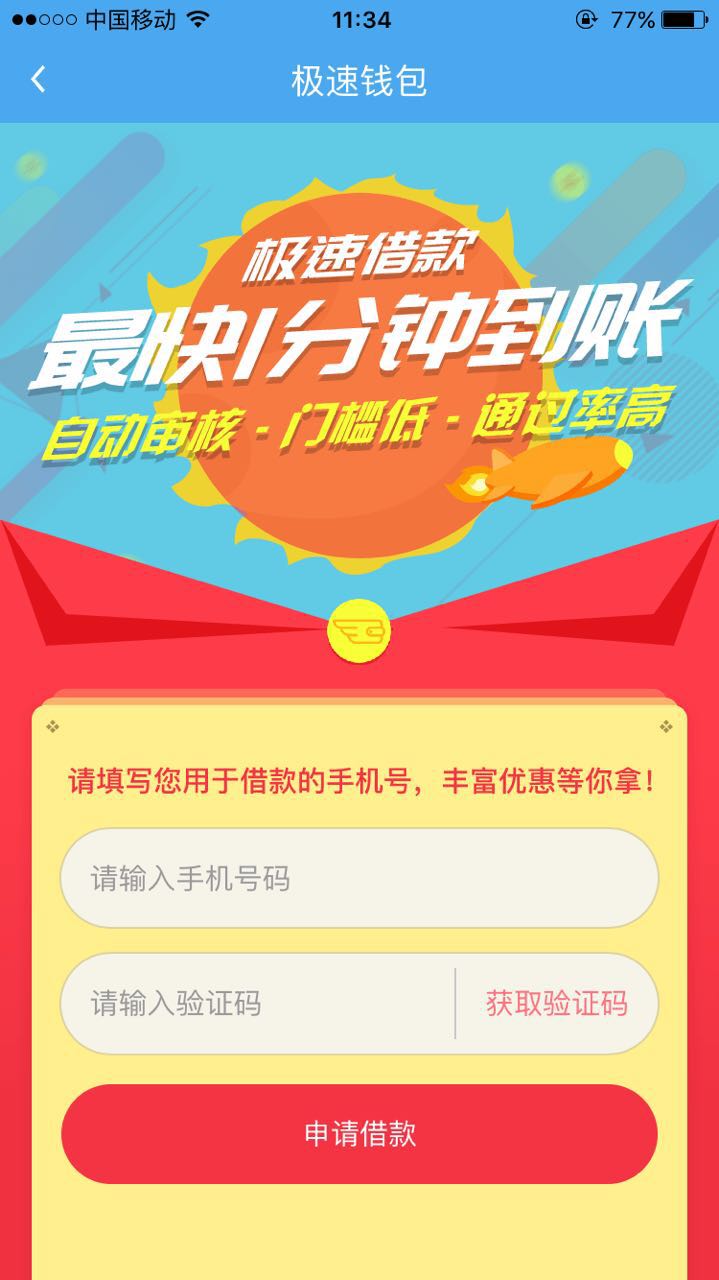 中国移动 11:34 77%
极速钱包
极速借款
最快1分钟到账
自动审核-门槛低-通过率高
请填写您用于借款的手机号，丰富优惠等你拿！
请输入手机号码
请输入验证码 获取验证码
申请借款